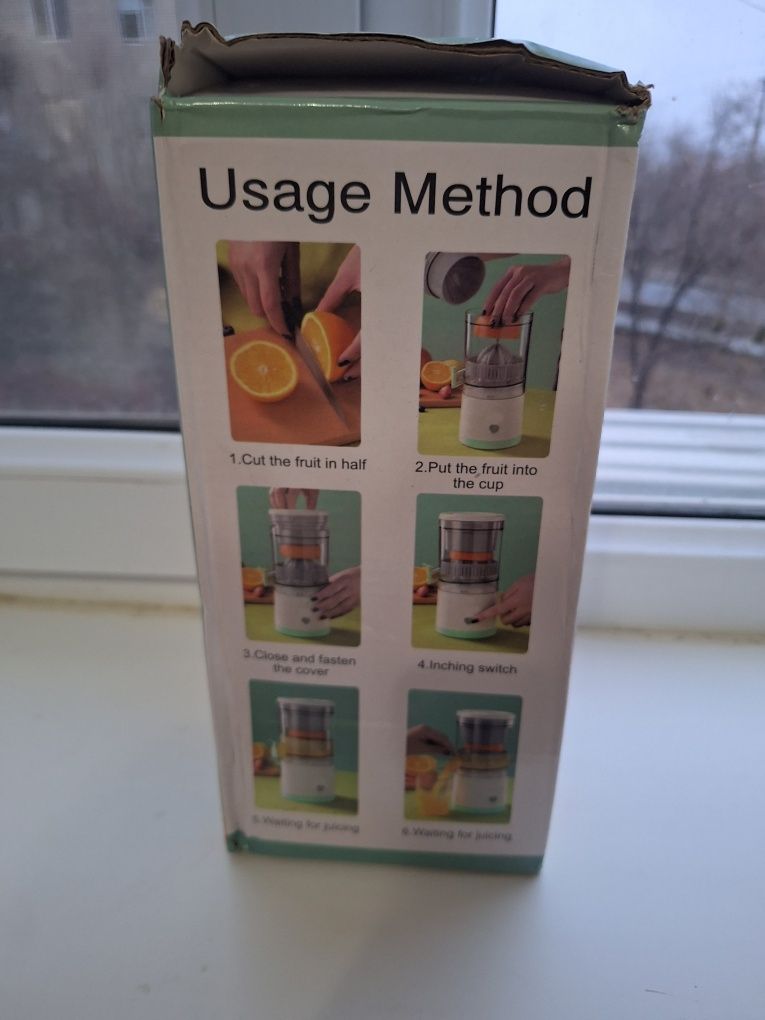 Usage Method
1.Cut the fruit in half
2.Put the fruit into
the cup
3.Close and fasten
the cover
4.Inching switch
5.Waiting for juicing
6.Waiting for juicing